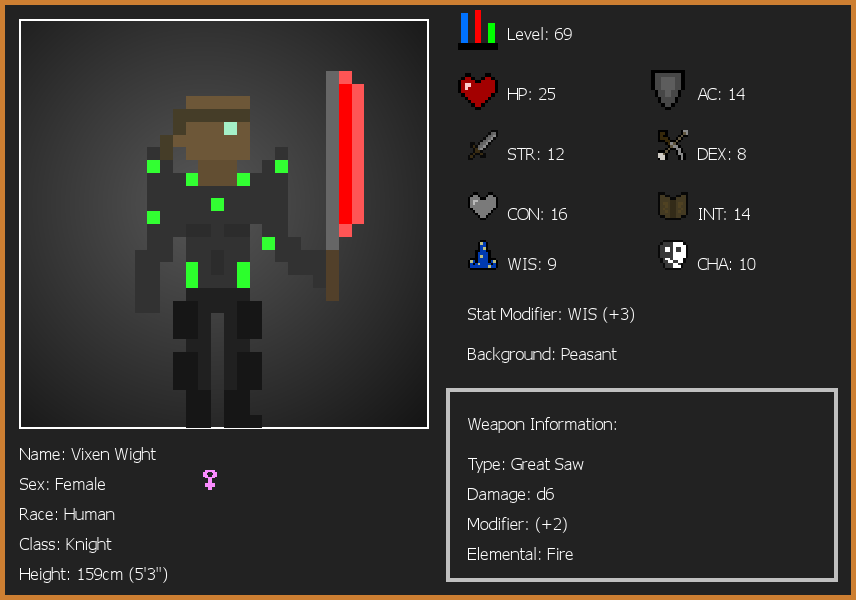 Level: 69
HP: 25
AC: 14
STR: 12
DEX: 8
CON: 16
INT: 14
WIS: 9
CHA: 10
Stat Modifier: WIS (+3)
Background: Peasant
Weapon Information:
Type: Great Saw
Damage: d6
Modifier: (+2)
Elemental: Fire
Name: Vixen Wight
Sex: Female
Race: Human
Class: Knight
Height: 159cm (5'3")